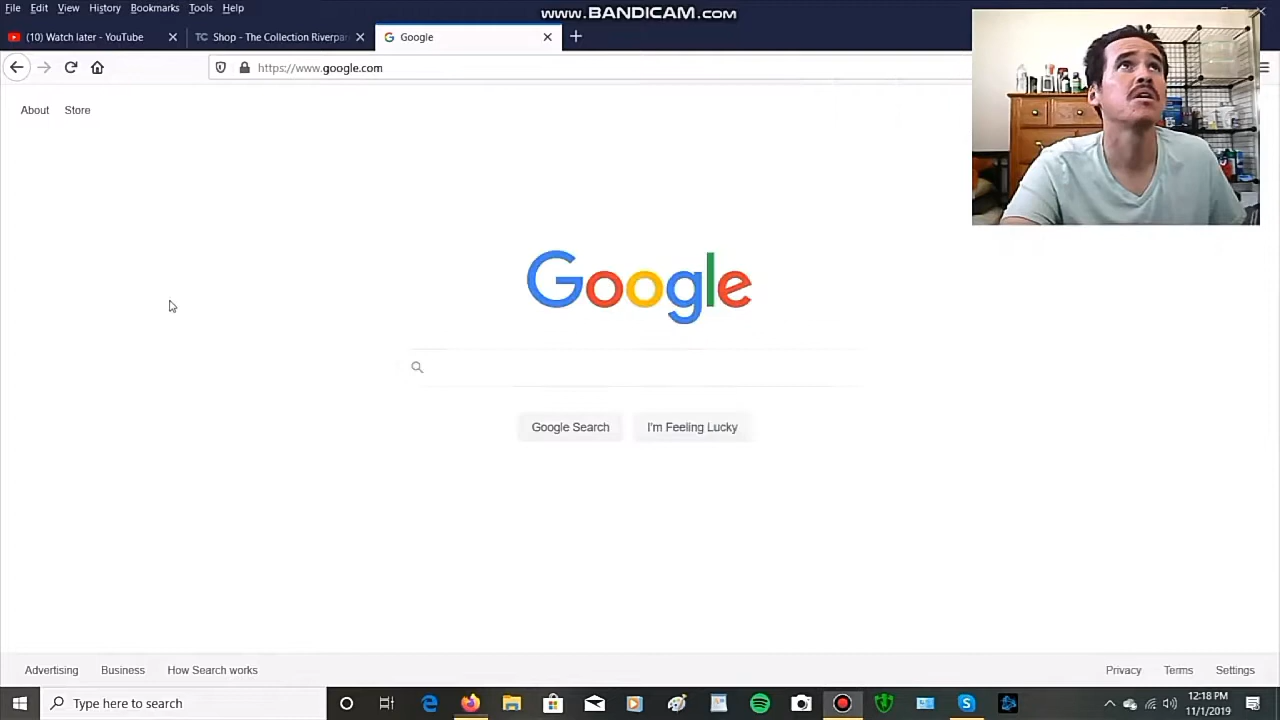 File Edit View History Bookmarks Tools Help
www.BANDICAM.com
(10) Watch later - YouTube
Shop - The Collection Riverpa
Google
https://www.google.com
About Store
Google
Google Search I'm Feeling Lucky
Advertising Business How Search works
Privacy Terms Settings
Type here to search
12:18 PM
11/1/2019